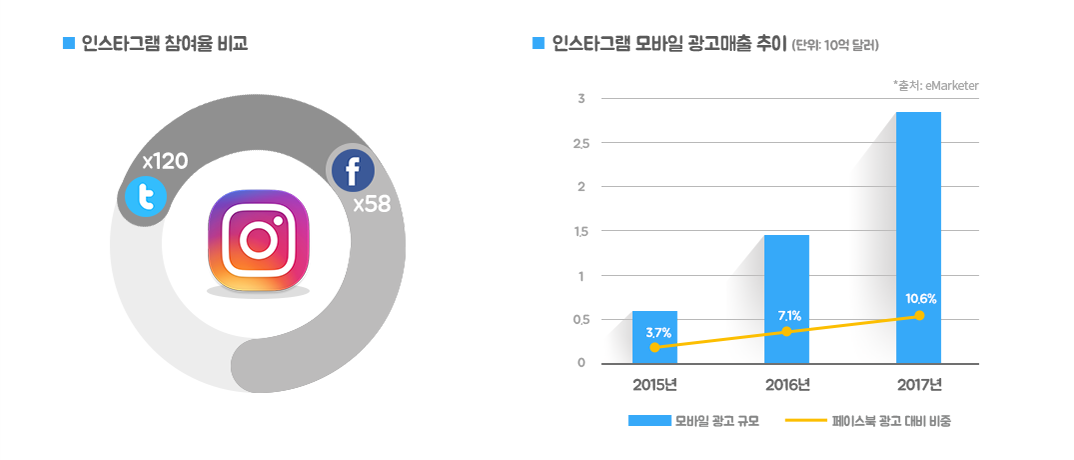 인스타그램 참여율 비교
x120
x58
인스타그램 모바일 광고매출 추이 (단위: 10억 달러)
*출처: eMarketer
3
2,5
2
1,5
1
0,5
0
3.7%
7.1%
10.6%
2015년
2016년
2017년
모바일 광고 규모
페이스북 광고 대비 비중